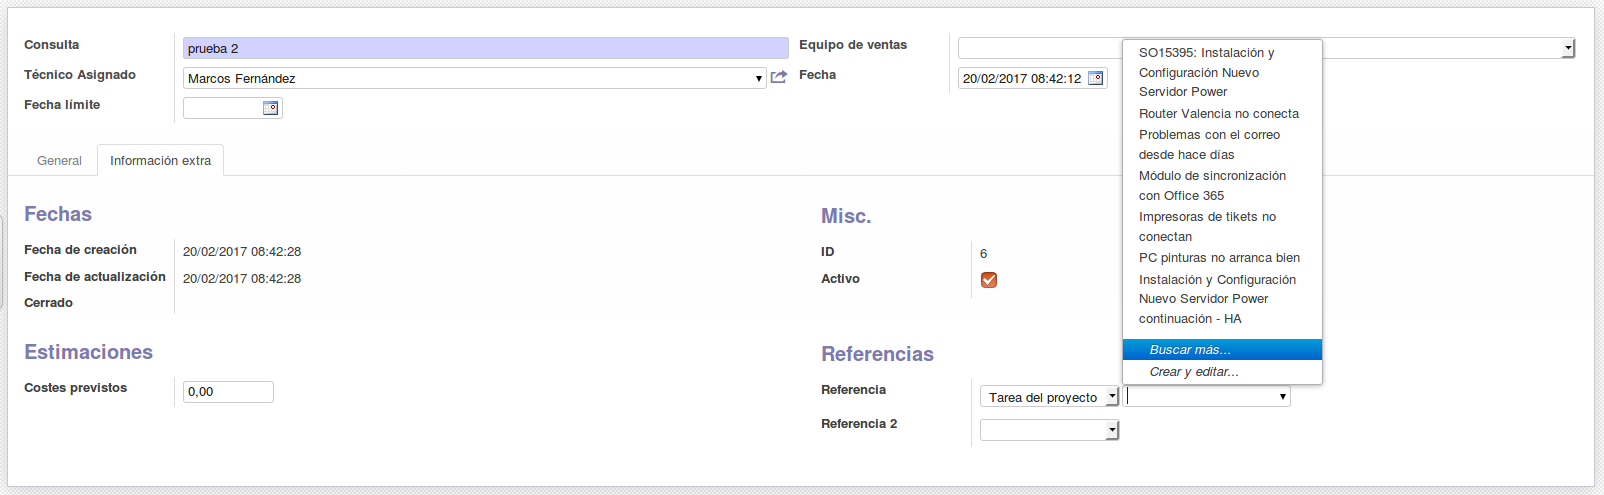 Consulta
prueba 2
Equipo de ventas
Técnico Asignado
Marcos Fernández
Fecha
20/02/2017 08:42:12
Fecha límite
General
Información extra
Fechas
Fecha de creación
20/02/2017 08:42:28
Fecha de actualización
20/02/2017 08:42:28
Cerrado
Misc.
ID
6
Activo
Estimaciones
Costes previstos
0,00
Referencias
Referencia
Tarea del proyecto
Referencia 2
SO15395: Instalación y
Configuración Nuevo
Servidor Power
Router Valencia no conecta
Problemas con el correo
desde hace días
Módulo de sincronización
con Office 365
Impresoras de tikets no
conectan
PC pinturas no arranca bien
Instalación y Configuración
Nuevo Servidor Power
continuación - HA
Buscar más...
Crear y editar...